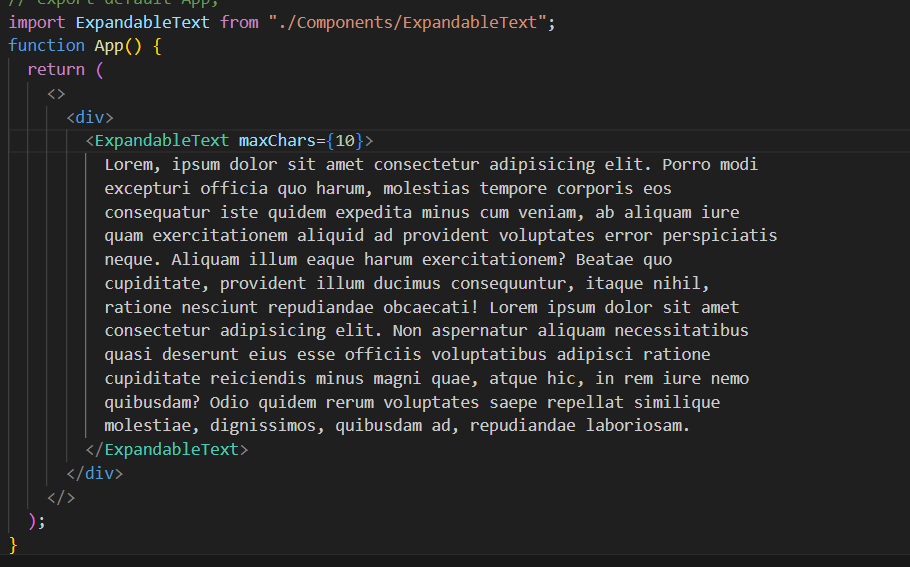 // export default App;
import ExpandableText from "./Components/ExpandableText";
function App() {
return (
<>
<div>
<ExpandableText maxChars={10}>
Lorem, ipsum dolor sit amet consectetur adipisicing elit. Porro modi
excepturi officia quo harum, molestias tempore corporis eos
consequatur iste quidem expedita minus cum veniam, ab aliquam iure
quam exercitationem aliquid ad provident voluptates error perspiciatis
neque. Aliquam illum eaque harum exercitationem? Beatae quo
cupiditate, provident illum ducimus consequuntur, itaque nihil,
ratione nesciunt repudiandae obcaecati! Lorem ipsum dolor sit amet
consectetur adipisicing elit. Non aspernatur aliquam necessitatibus
quasi deserunt eius esse officiis voluptatibus adipisci ratione
cupiditate reiciendis minus magni quae, atque hic, in rem iure nemo
quibusdam? Odio quidem rerum voluptates saepe repellat similique
molestiae, dignissimos, quibusdam ad, repudiandae laboriosam.
</ExpandableText>
</div>
</>
);
}